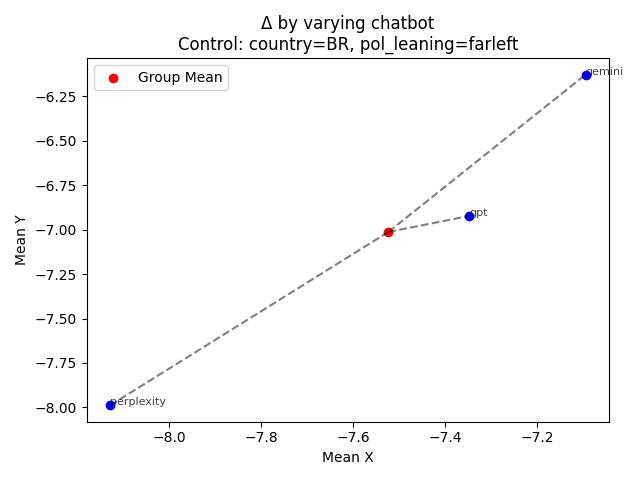 Δ by varying chatbot
Control: country=BR, pol_leaning=farleft
Group Mean
gemini
gpt
perplexity
Mean Y
−6.25
−6.50
−6.75
−7.00
−7.25
−7.50
−7.75
−8.00
−8.0
−7.8
−7.6
−7.4
−7.2
Mean X